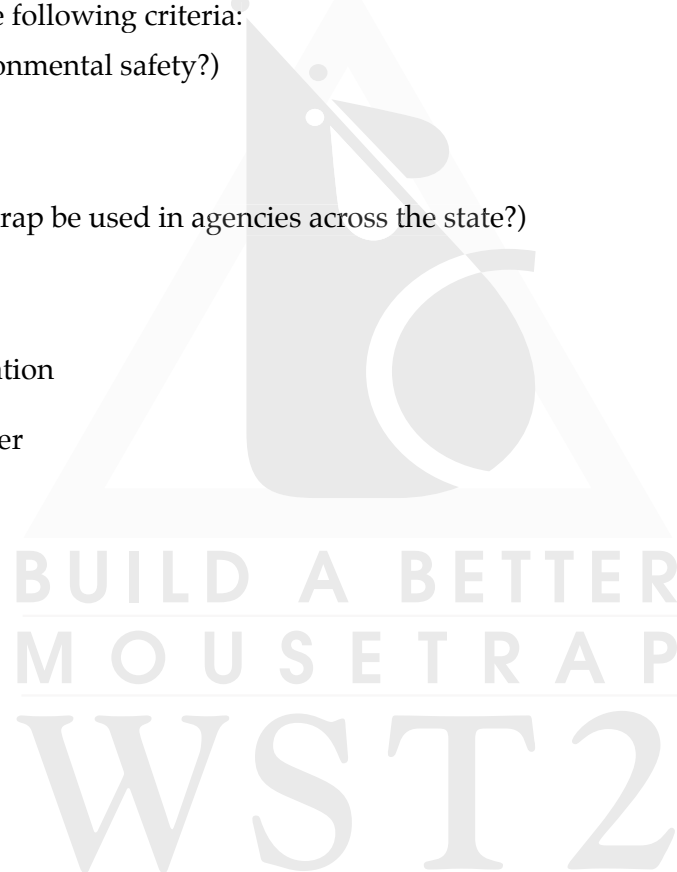 e following criteria:
onmental safety?)
rap be used in agencies across the state?)
ation
er
BUILD A BETTER
MOUSETRAP
WST2